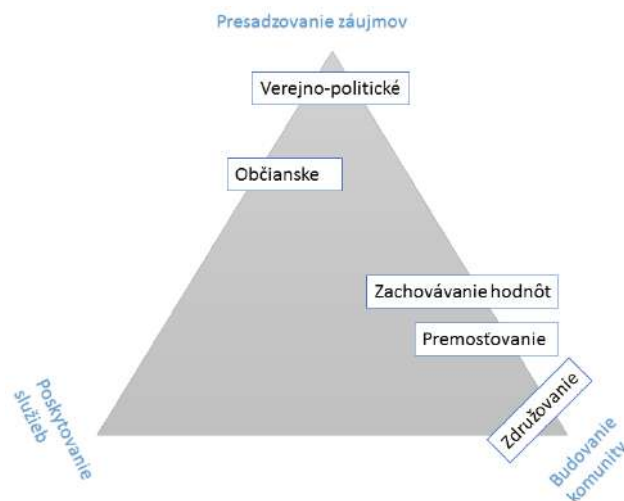 Presadzovanie záujmov
Verejno-politické
Občianske
Zachovávanie hodnôt
Premosťovanie
Združovanie
Poskytovanie
služieb
Budovanie
komunity